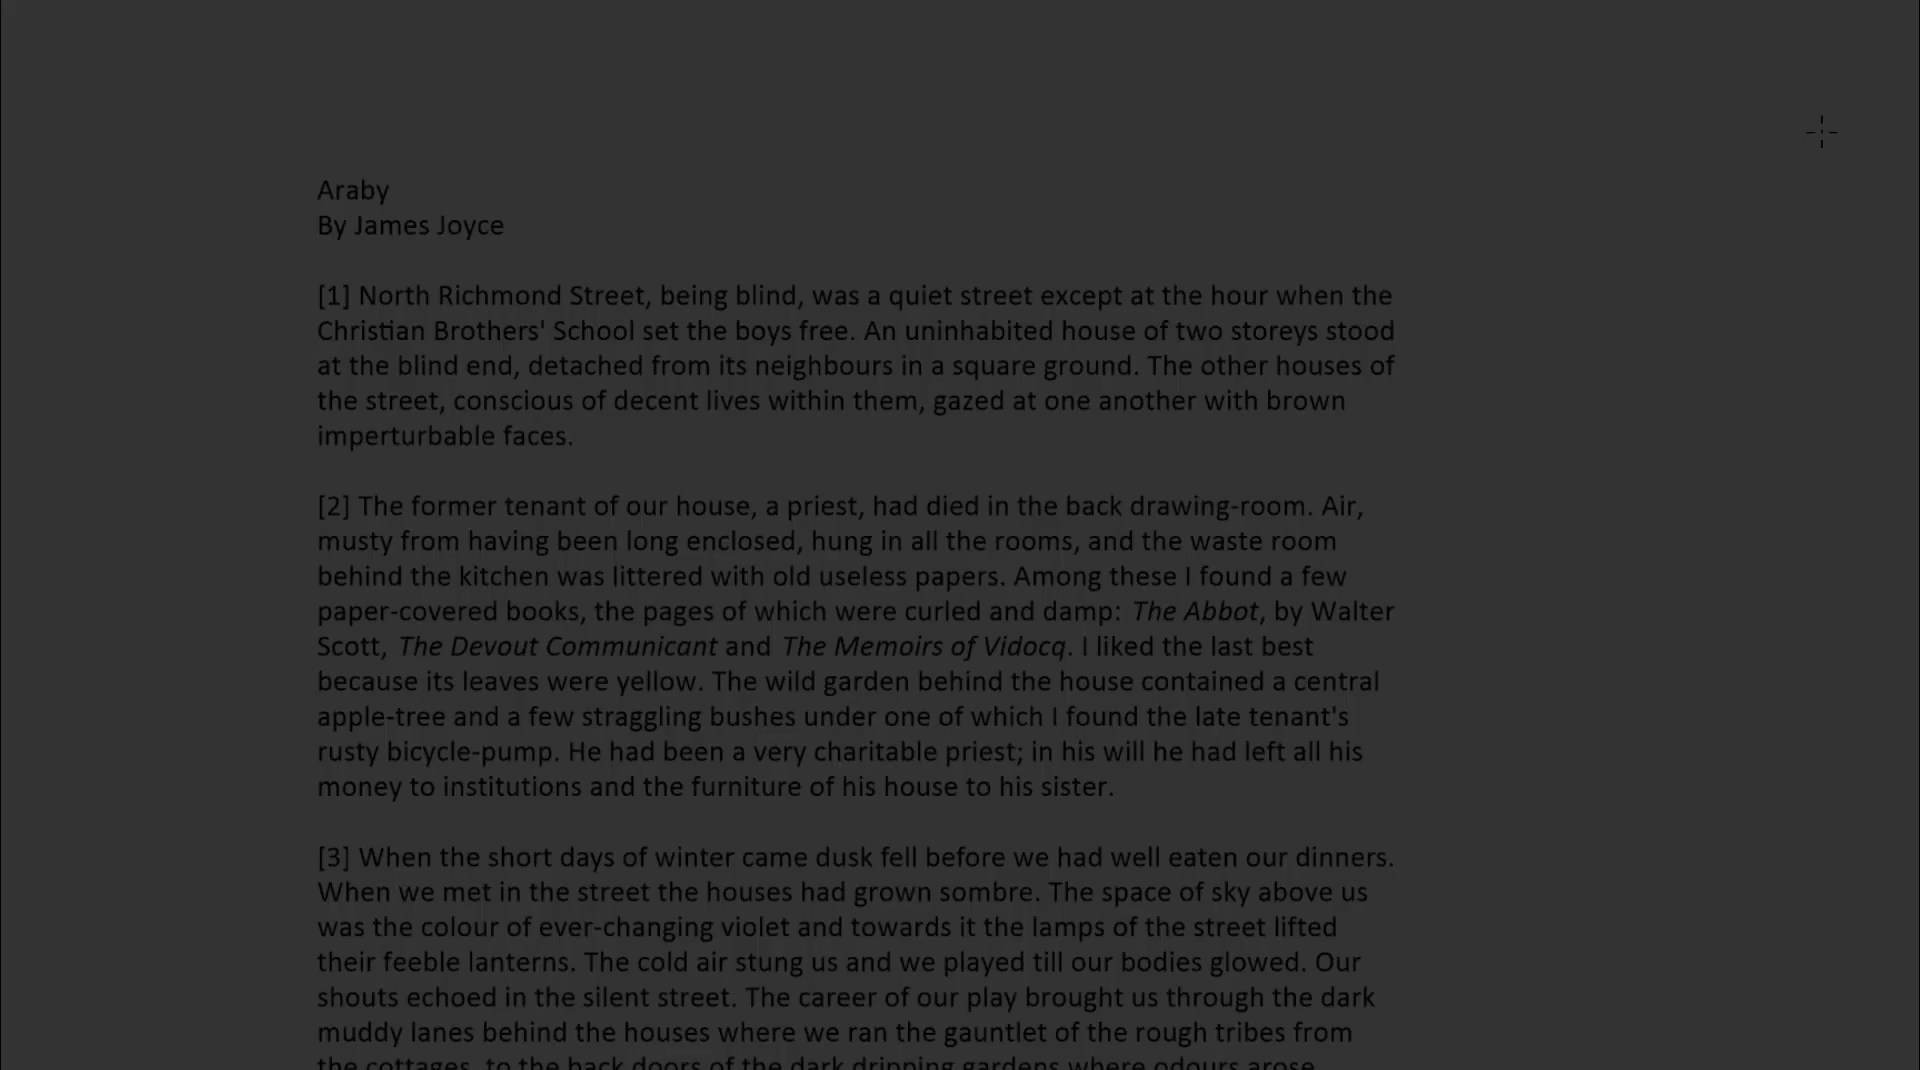 Araby
By James Joyce
[1] North Richmond Street, being blind, was a quiet street except at the hour when the
Christian Brothers' School set the boys free. An uninhabited house of two storeys stood
at the blind end, detached from its neighbours in a square ground. The other houses of
the street, conscious of decent lives within them, gazed at one another with brown
imperturbable faces.
[2] The former tenant of our house, a priest, had died in the back drawing-room. Air,
musty from having been long enclosed, hung in all the rooms, and the waste room
behind the kitchen was littered with old useless papers. Among these I found a few
paper-covered books, the pages of which were curled and damp: The Abbot, by Walter
Scott, The Devout Communicant and The Memoirs of Vidocq. I liked the last best
because its leaves were yellow. The wild garden behind the house contained a central
apple-tree and a few straggling bushes under one of which I found the late tenant's
rusty bicycle-pump. He had been a very charitable priest; in his will he had left all his
money to institutions and the furniture of his house to his sister.
[3] When the short days of winter came dusk fell before we had well eaten our dinners.
When we met in the street the houses had grown sombre. The space of sky above us
was the colour of ever-changing violet and towards it the lamps of the street lifted
their feeble lanterns. The cold air stung us and we played till our bodies glowed. Our
shouts echoed in the silent street. The career of our play brought us through the dark
muddy lanes behind the houses where we ran the gauntlet of the rough tribes from
the cottages, to the back doors of the dark dripping gardens where odours arose